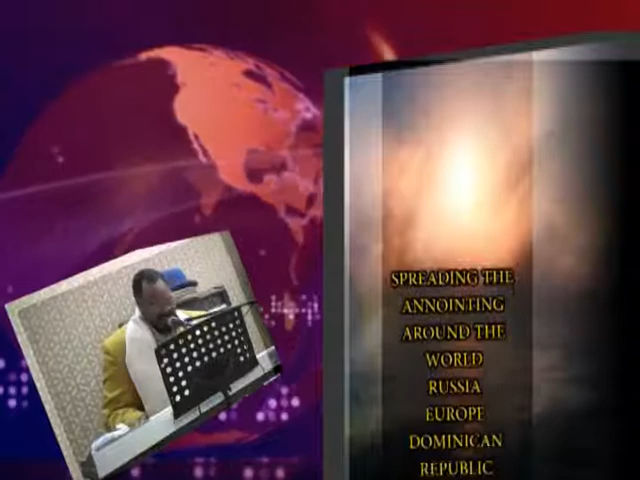 SPREADING THE
ANNOINTING
AROUND THE
WORLD
RUSSIA
EUROPE
DOMINICAN
REPUBLIC